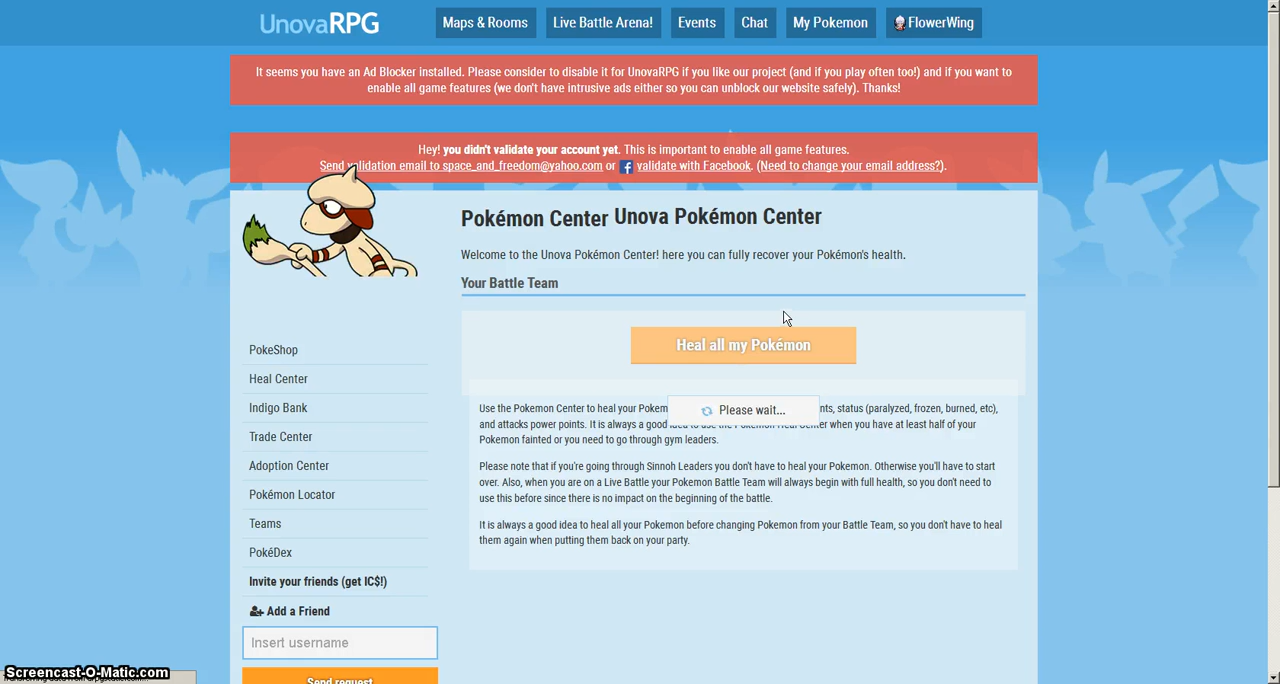 UnovaRPG
Maps & Rooms
Live Battle Arena!
Events
Chat
My Pokemon
FlowerWing
It seems you have an Ad Blocker installed. Please consider to disable it for UnovaRPG if you like our project (and if you play often too!) and if you want to
enable all game features (we don't have intrusive ads either so you can unblock our website safely). Thanks!
Hey! you didn't validate your account yet. This is important to enable all game features.
Send validation email to space_and_freedom@yahoo.com or validate with Facebook. (Need to change your email address?).
Pokémon Center Unova Pokémon Center
Welcome to the Unova Pokémon Center! here you can fully recover your Pokémon's health.
Your Battle Team
Heal all my Pokémon
Please wait...
Use the Pokemon Center to heal your Pokem nts, status (paralyzed, frozen, burned, etc),
and attacks power points. It is always a good idea to use the Pokemon Heal Center when you have at least half of your
Pokemon fainted or you need to go through gym leaders.
Please note that if you're going through Sinnoh Leaders you don't have to heal your Pokemon. Otherwise you'll have to start
over. Also, when you are on a Live Battle your Pokemon Battle Team will always begin with full health, so you don't need to
use this before since there is no impact on the beginning of the battle.
It is always a good idea to heal all your Pokemon before changing Pokemon from your Battle Team, so you don't have to heal
them again when putting them back on your party.
PokeShop
Heal Center
Indigo Bank
Trade Center
Adoption Center
Pokémon Locator
Teams
PokéDex
Invite your friends (get IC$!)
Add a Friend
Insert username
Send request
Screencast-O-Matic.com